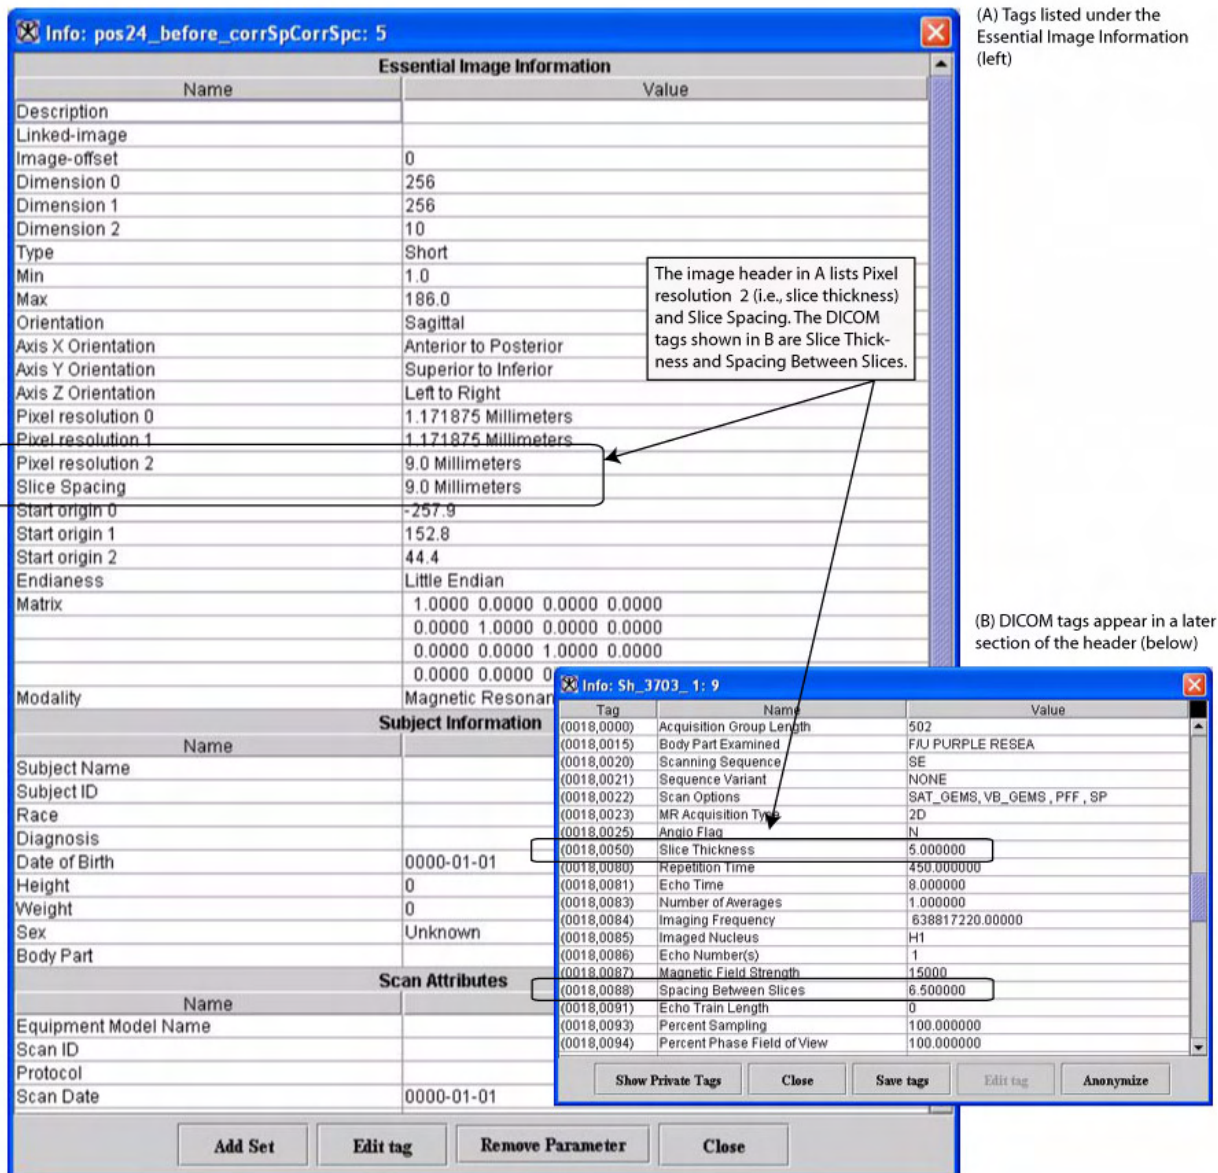 Info: pos24_before_corrSpCorrSpc: 5
(A) Tags listed under the
Essential Image Information
(left)
Essential Image Information
Name Value
Description
Linked-image
Image-offset 0
Dimension 0 256
Dimension 1 256
Dimension 2 10
Type Short
Min 1.0
Max 186.0
Orientation Sagittal
Axis X Orientation Anterior to Posterior
Axis Y Orientation Superior to Inferior
Axis Z Orientation Left to Right
Pixel resolution 0 1.171875 Millimeters
Pixel resolution 1 1.171875 Millimeters
Pixel resolution 2 9.0 Millimeters
Slice Spacing 9.0 Millimeters
Start origin 0 -257.9
Start origin 1 152.8
Start origin 2 44.4
Endianess Little Endian
Matrix 1.0000 0.0000 0.0000 0.0000
0.0000 1.0000 0.0000 0.0000
0.0000 0.0000 1.0000 0.0000
0.0000 0.0000 0
Modality Magnetic Resonan
The image header in A lists Pixel
resolution 2 (i.e., slice thickness)
and Slice Spacing. The DICOM
tags shown in B are Slice Thick-
ness and Spacing Between Slices.
Subject Information
Name
Subject Name
Subject ID
Race
Diagnosis
Date of Birth 0000-01-01
Height 0
Weight 0
Sex Unknown
Body Part
Scan Attributes
Name
Equipment Model Name
Scan ID
Protocol
Scan Date 0000-01-01
Add Set Edit tag Remove Parameter Close
(B) DICOM tags appear in a later
section of the header (below)
Info: Sh_3703_ 1: 9
Tag Name Value
(0018,0000) Acquisition Group Length 502
(0018,0015) Body Part Examined F/U PURPLE RESEA
(0018,0020) Scanning Sequence SE
(0018,0021) Sequence Variant NONE
(0018,0022) Scan Options SAT_GEMS, VB_GEMS , PFF , SP
(0018,0023) MR Acquisition Type 2D
(0018,0025) Angio Flag N
(0018,0050) Slice Thickness 5.000000
(0018,0080) Repetition Time 450.000000
(0018,0081) Echo Time 8.000000
(0018,0083) Number of Averages 1.000000
(0018,0084) Imaging Frequency 638817220.00000
(0018,0085) Imaged Nucleus H1
(0018,0086) Echo Number(s) 1
(0018,0087) Magnetic Field Strength 15000
(0018,0088) Spacing Between Slices 6.500000
(0018,0091) Echo Train Length 0
(0018,0093) Percent Sampling 100.000000
(0018,0094) Percent Phase Field of View 100.000000
Show Private Tags Close Save tags Edit tag Anonymize